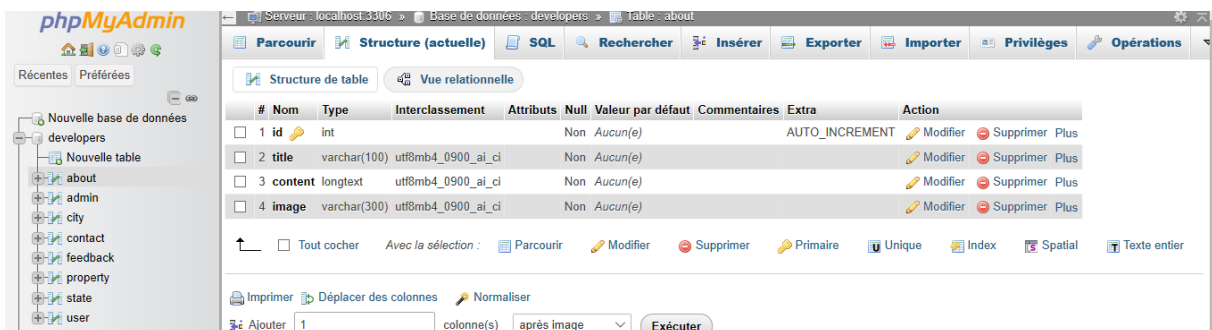 phpMyAdmin
Récentes Préférées
Nouvelle base de données
developers
Nouvelle table
about
admin
city
contact
feedback
property
state
user
Serveur : localhost:3306 » Base de données : developers » Table : about
Parcourir Structure (actuelle) SQL Rechercher Insérer Exporter Importer Privilèges Opérations
Structure de table Vue relationnelle
# Nom Type Interclassement Attributs Null Valeur par défaut Commentaires Extra Action
1 id int Non Aucun(e) AUTO_INCREMENT Modifier Supprimer Plus
2 title varchar(100) utf8mb4_0900_ai_ci Non Aucun(e) Modifier Supprimer Plus
3 content longtext utf8mb4_0900_ai_ci Non Aucun(e) Modifier Supprimer Plus
4 image varchar(300) utf8mb4_0900_ai_ci Non Aucun(e) Modifier Supprimer Plus
Tout cocher Avec la sélection : Parcourir Modifier Supprimer Primaire Unique Index Spatial Texte entier
Imprimer Déplacer des colonnes Normaliser
Ajouter 1 colonne(s) après image Exécuter